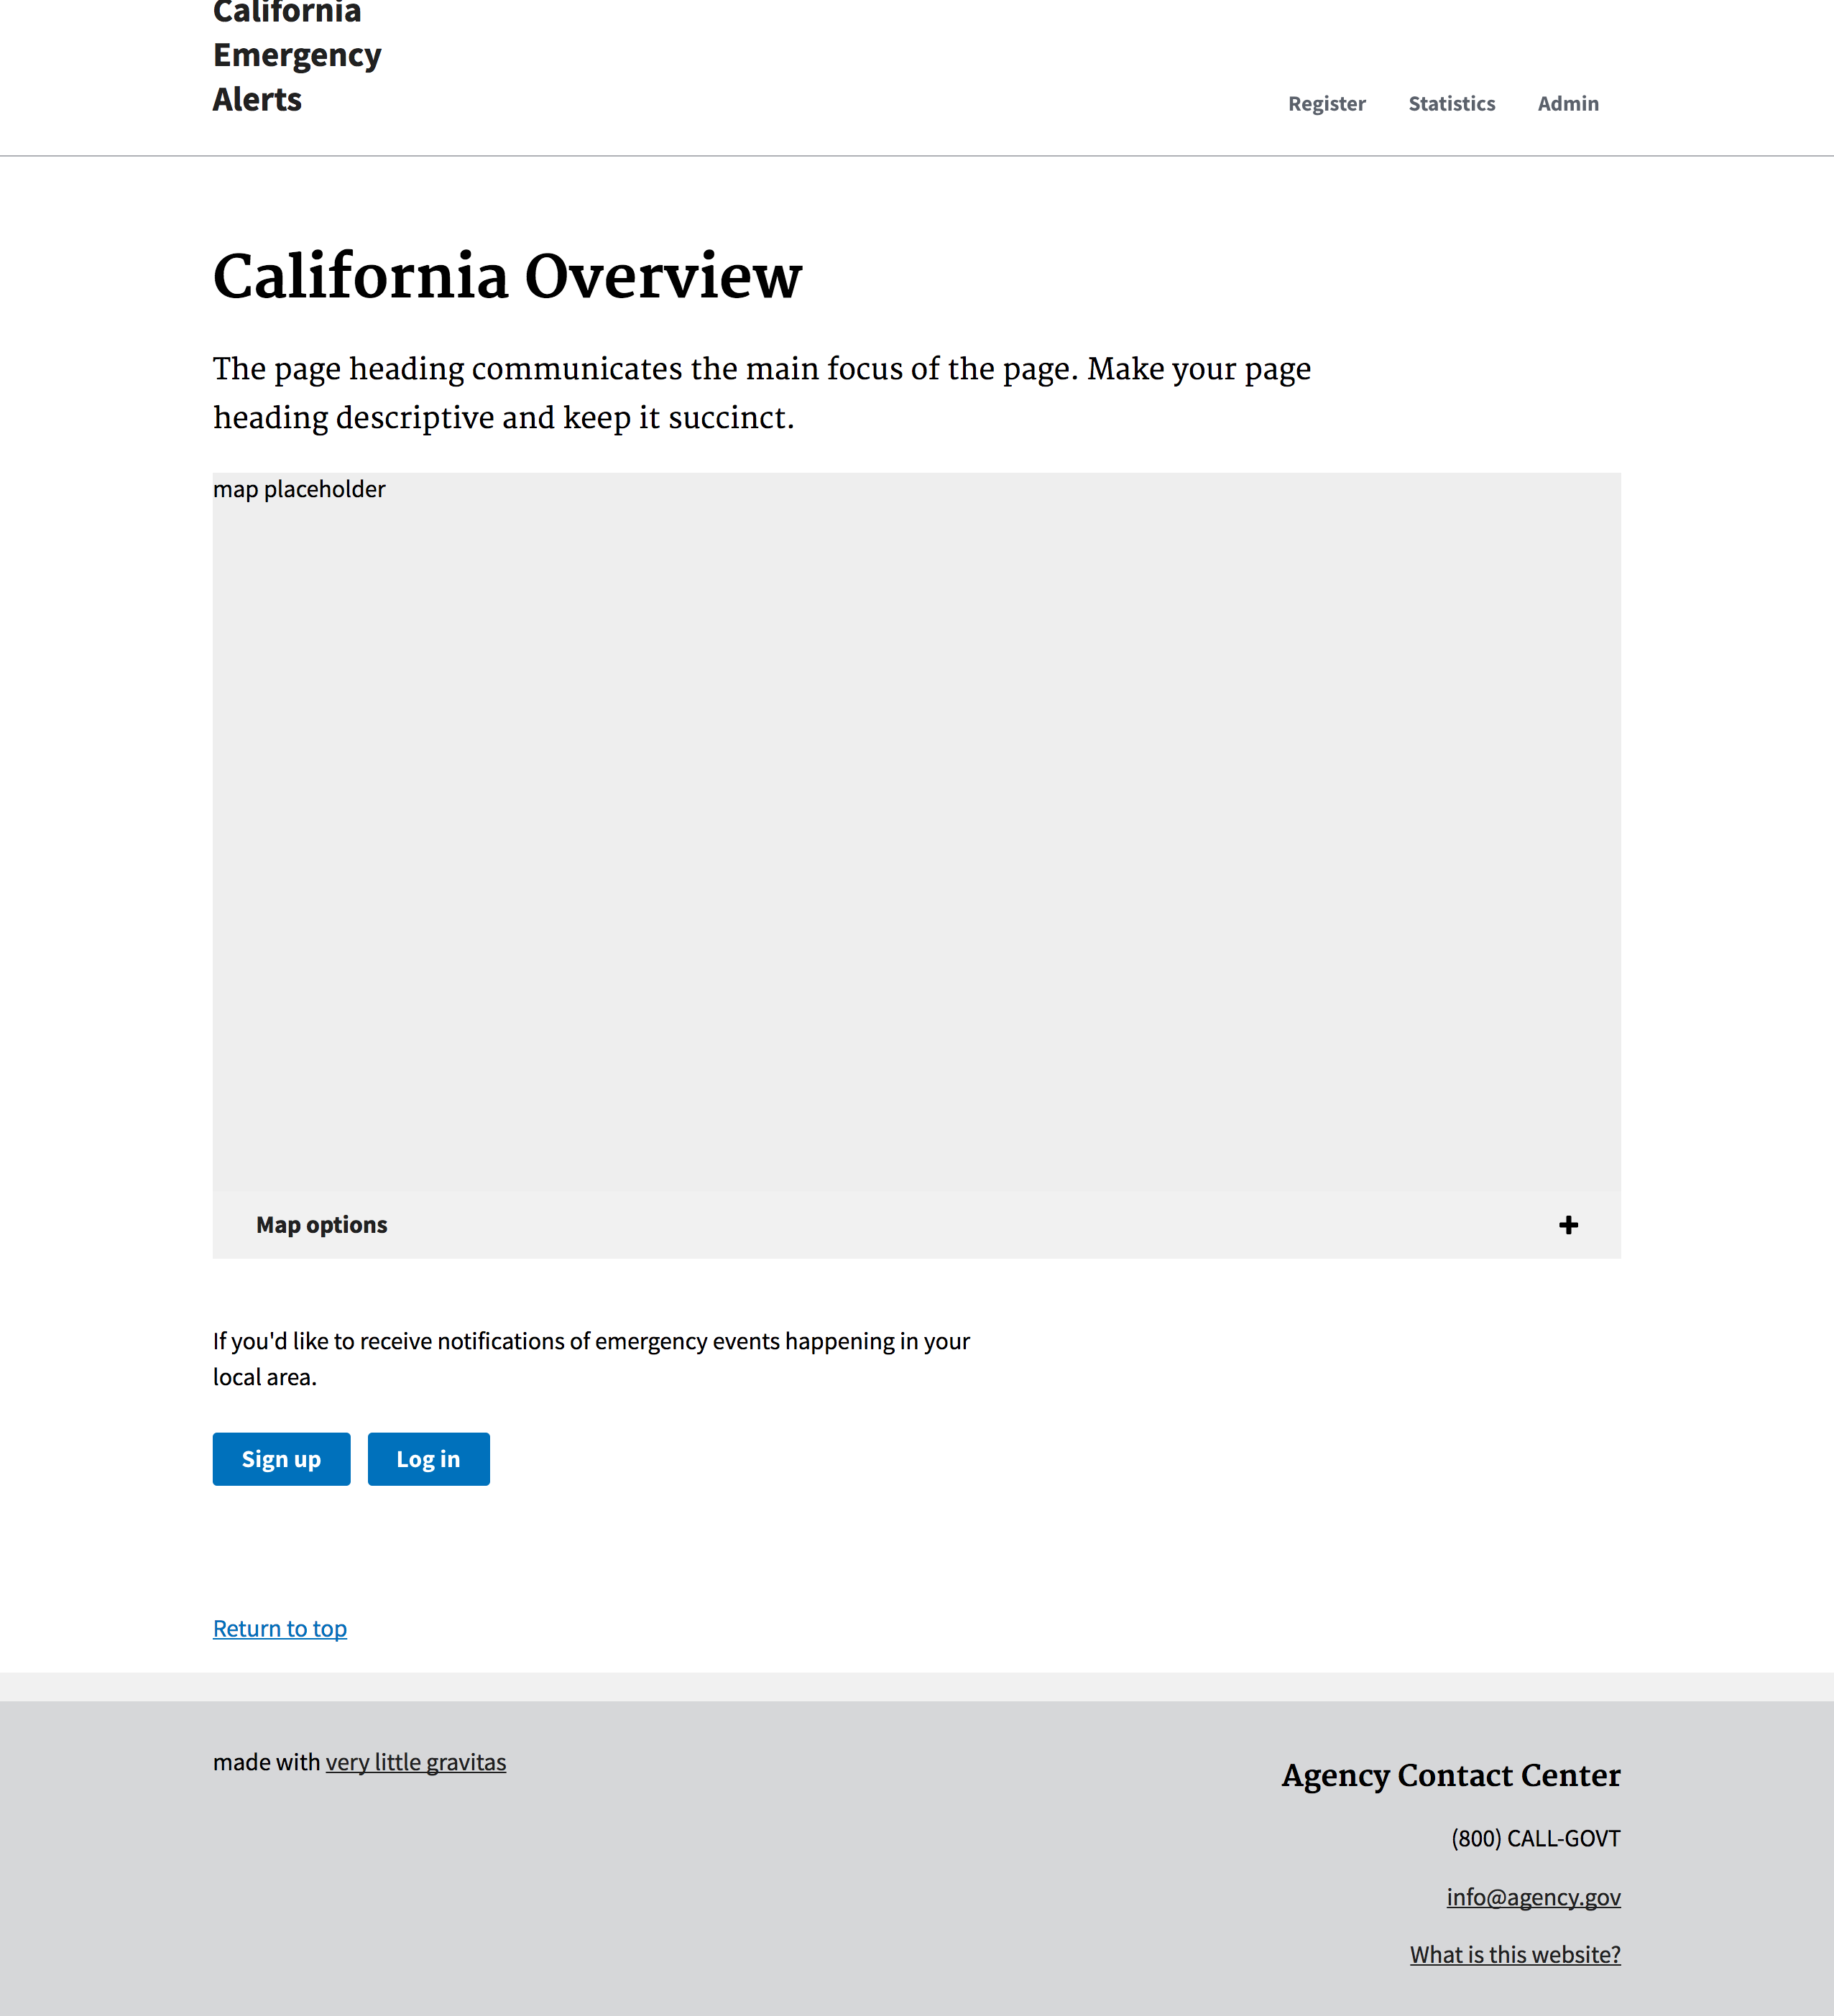 California
Emergency
Alerts
Register Statistics Admin
California Overview
The page heading communicates the main focus of the page. Make your page
heading descriptive and keep it succinct.
map placeholder
Map options
If you'd like to receive notifications of emergency events happening in your
local area.
Sign up Log in
Return to top
made with very little gravitas
Agency Contact Center
(800) CALL-GOVT
info@agency.gov
What is this website?